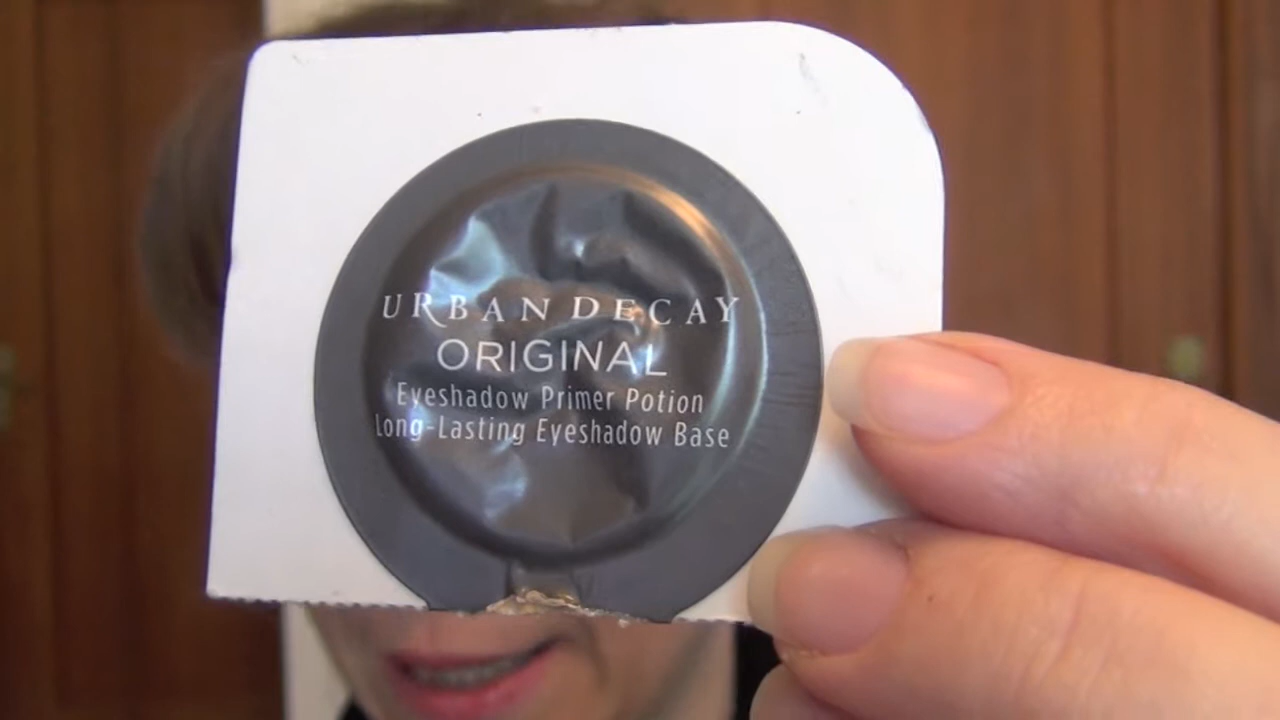 URBAN DECAY
ORIGINAL
Eyeshadow Primer Potion
Long-Lasting Eyeshadow Base